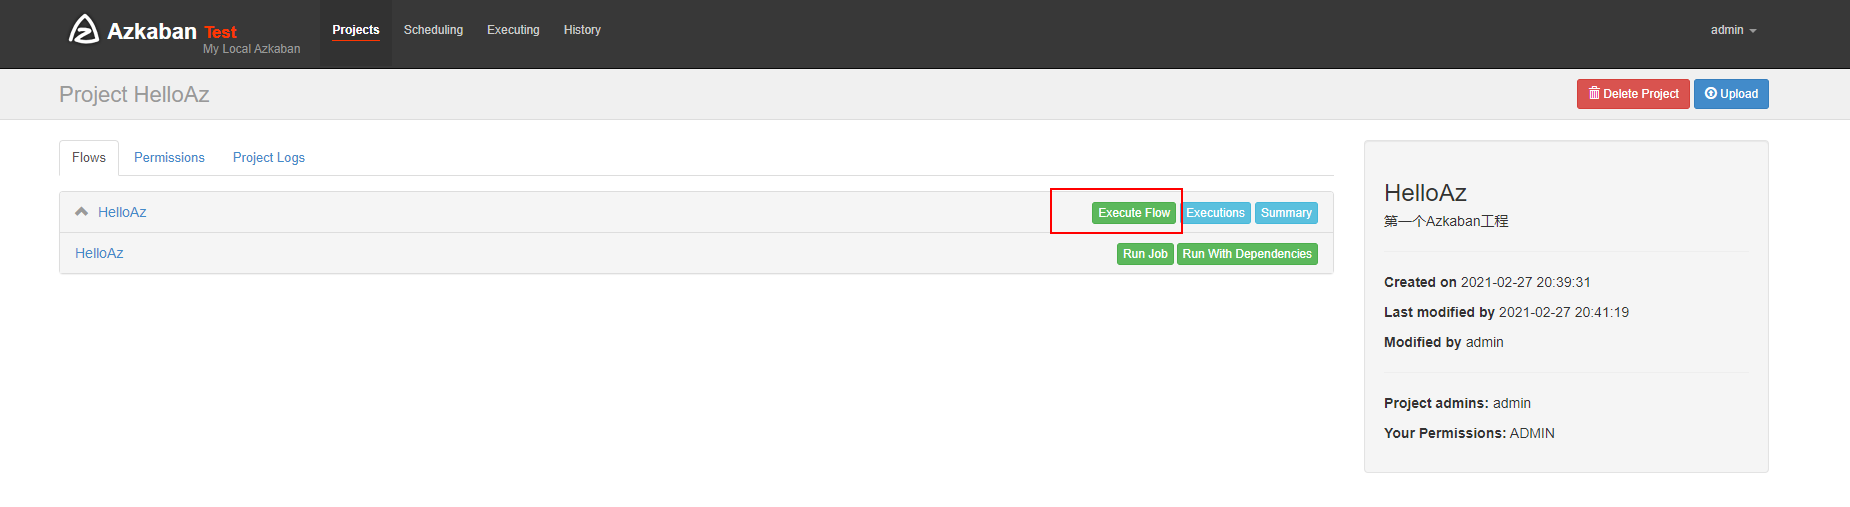 Azkaban Test
My Local Azkaban
Projects Scheduling Executing History
admin
Project HelloAz
Delete Project Upload
Flows Permissions Project Logs
HelloAz Execute Flow Executions Summary
HelloAz Run Job Run With Dependencies
HelloAz
第一个Azkaban工程
Created on 2021-02-27 20:39:31
Last modified by 2021-02-27 20:41:19
Modified by admin
Project admins: admin
Your Permissions: ADMIN